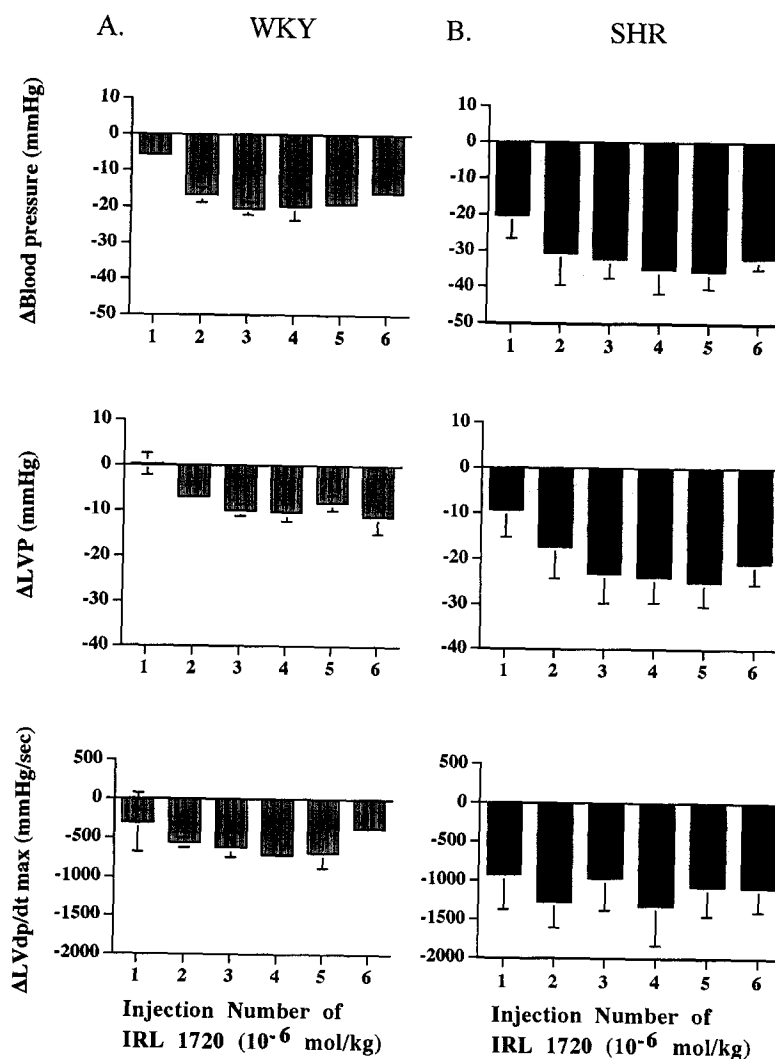 A. WKY
B. SHR
ΔBlood pressure (mmHg)
10
0
-10
-20
-30
-40
-50
1 2 3 4 5 6
10
0
-10
-20
-30
-40
-50
1 2 3 4 5 6
ΔLVP (mmHg)
10
0
-10
-20
-30
-40
1 2 3 4 5 6
10
0
-10
-20
-30
-40
1 2 3 4 5 6
ΔLVdp/dt max (mmHg/sec)
500
0
-500
-1000
-1500
-2000
1 2 3 4 5 6
Injection Number of
IRL 1720 (10⁻⁶ mol/kg)
500
0
-500
-1000
-1500
-2000
1 2 3 4 5 6
Injection Number of
IRL 1720 (10⁻⁶ mol/kg)